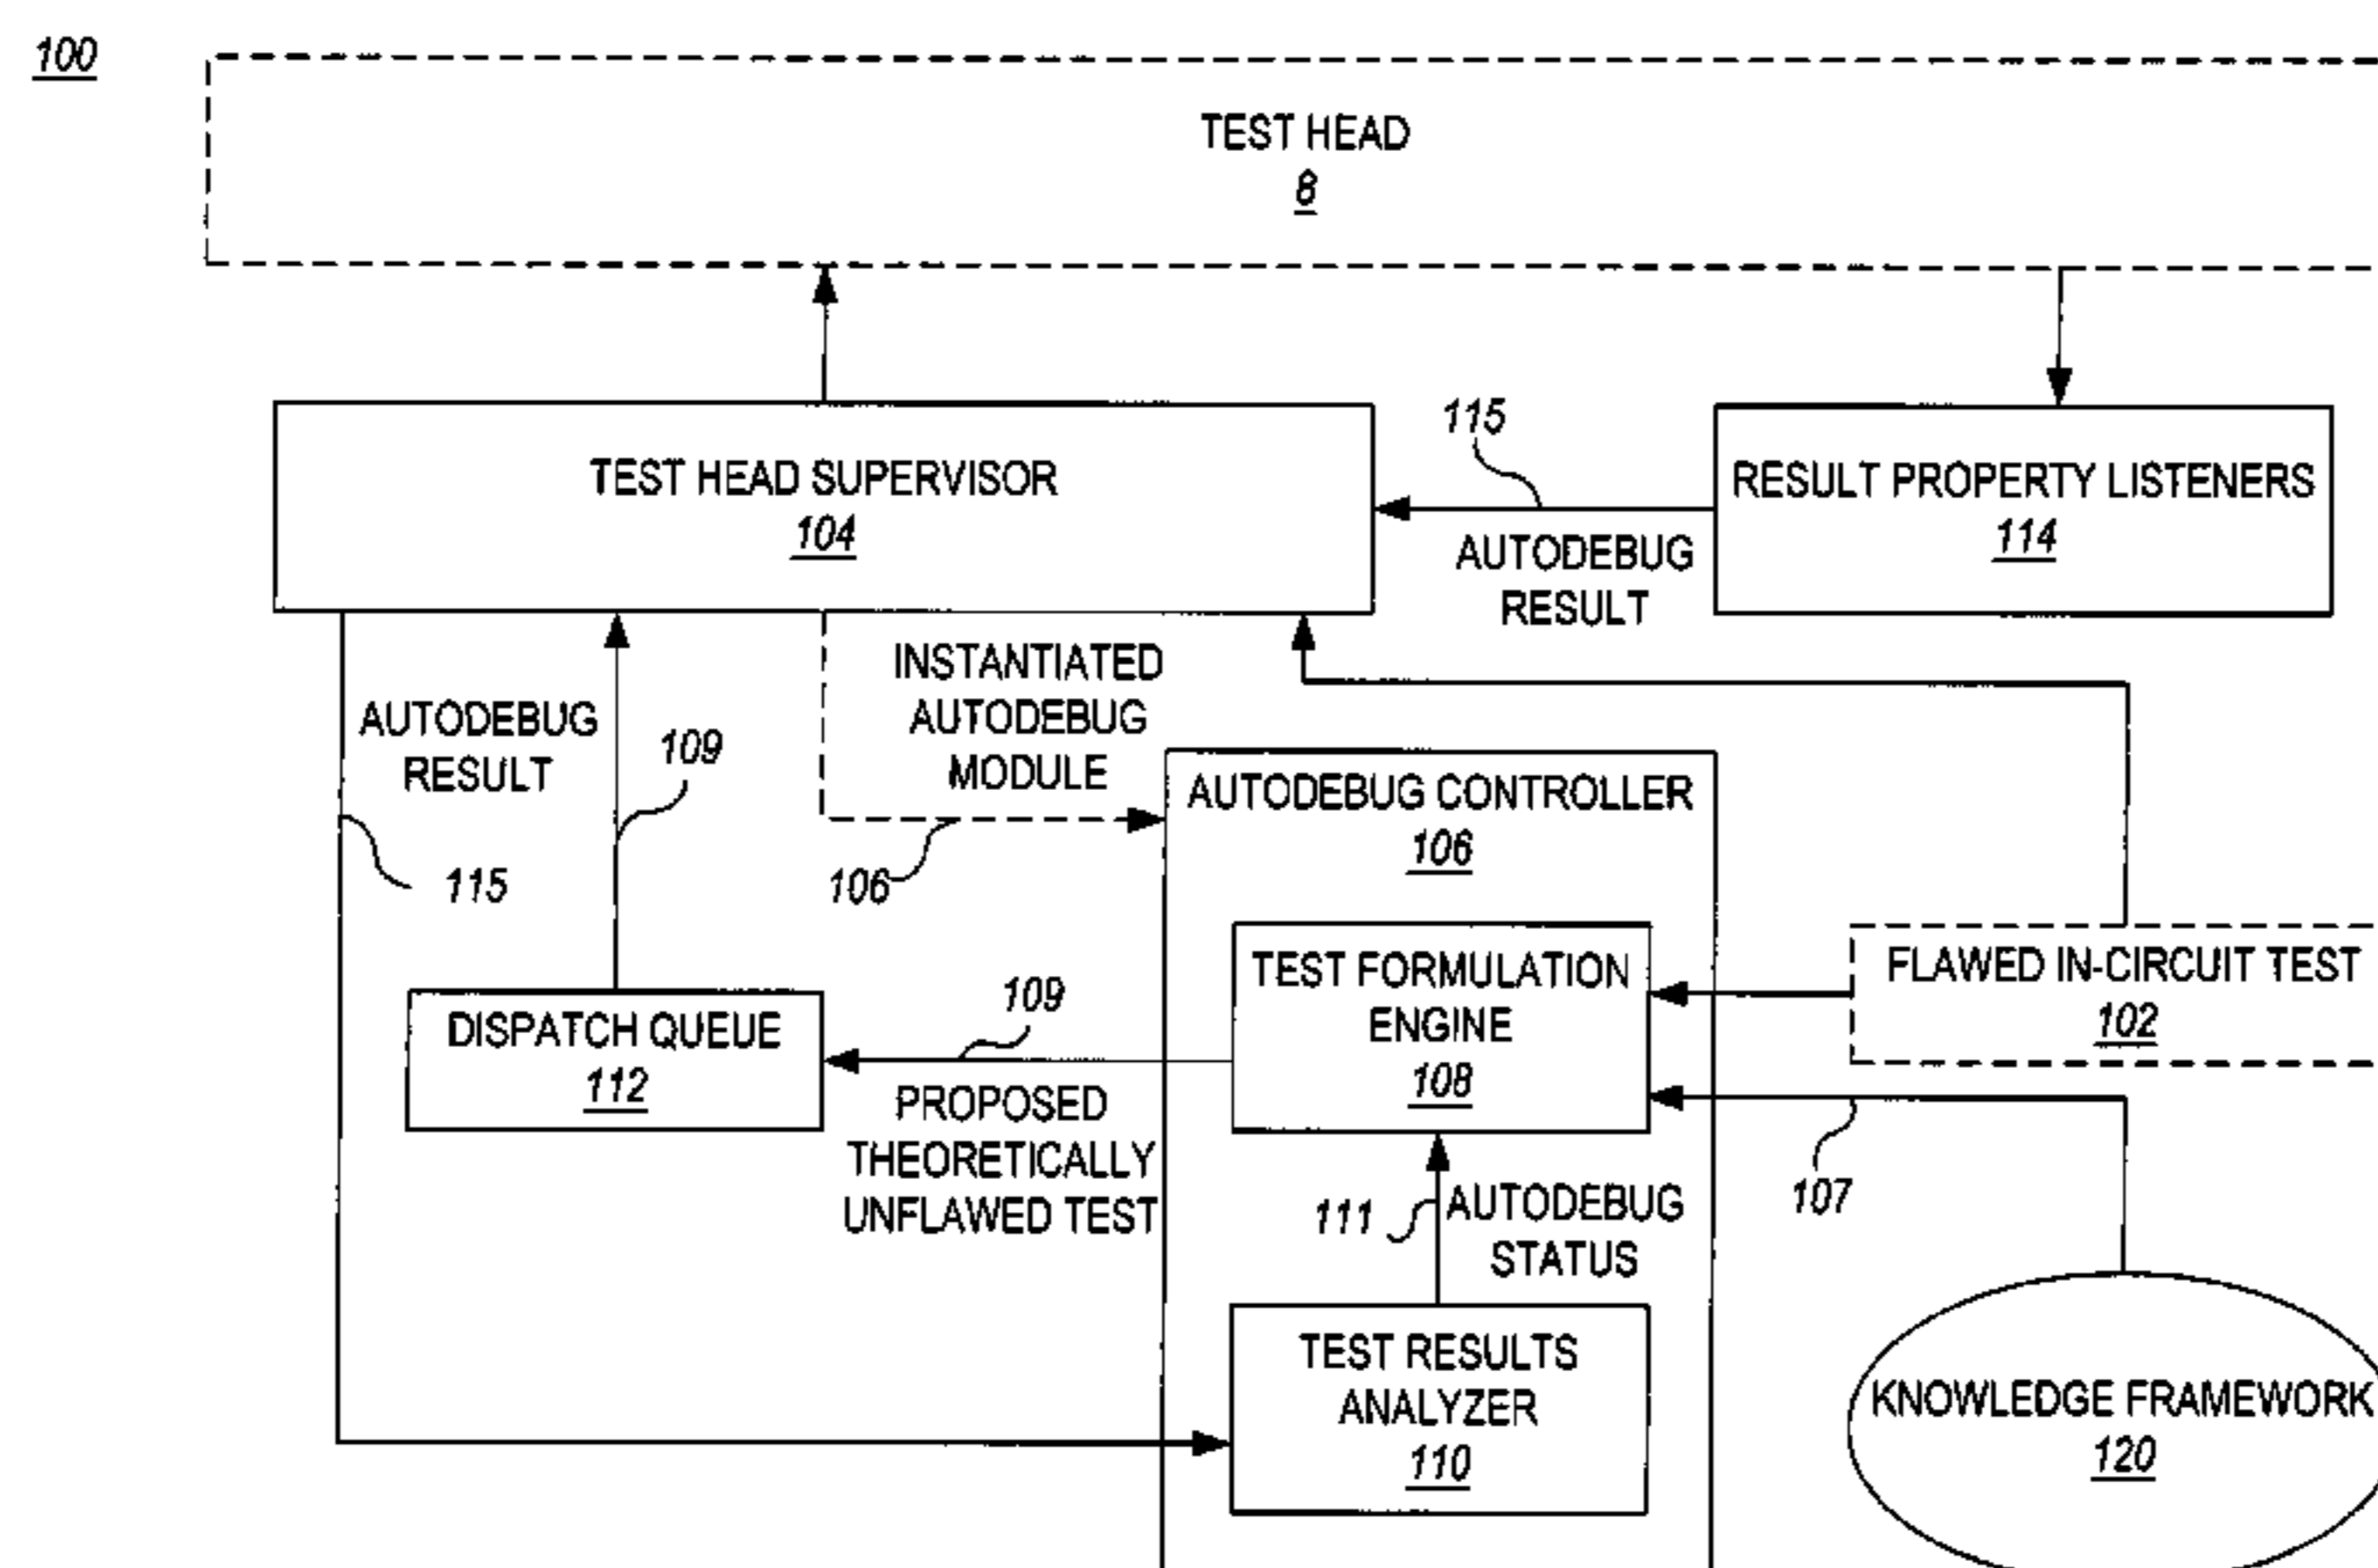 100
TEST HEAD
8
TEST HEAD SUPERVISOR
104
115
AUTODEBUG
RESULT
RESULT PROPERTY LISTENERS
114
AUTODEBUG
RESULT
109
INSTANTIATED
AUTODEBUG
MODULE
115
106
AUTODEBUG CONTROLLER
106
TEST FORMULATION
ENGINE
108
FLAWED IN-CIRCUIT TEST
102
DISPATCH QUEUE
112
109
PROPOSED
THEORETICALLY
UNFLAWED TEST
111
AUTODEBUG
STATUS
107
TEST RESULTS
ANALYZER
110
KNOWLEDGE FRAMEWORK
120